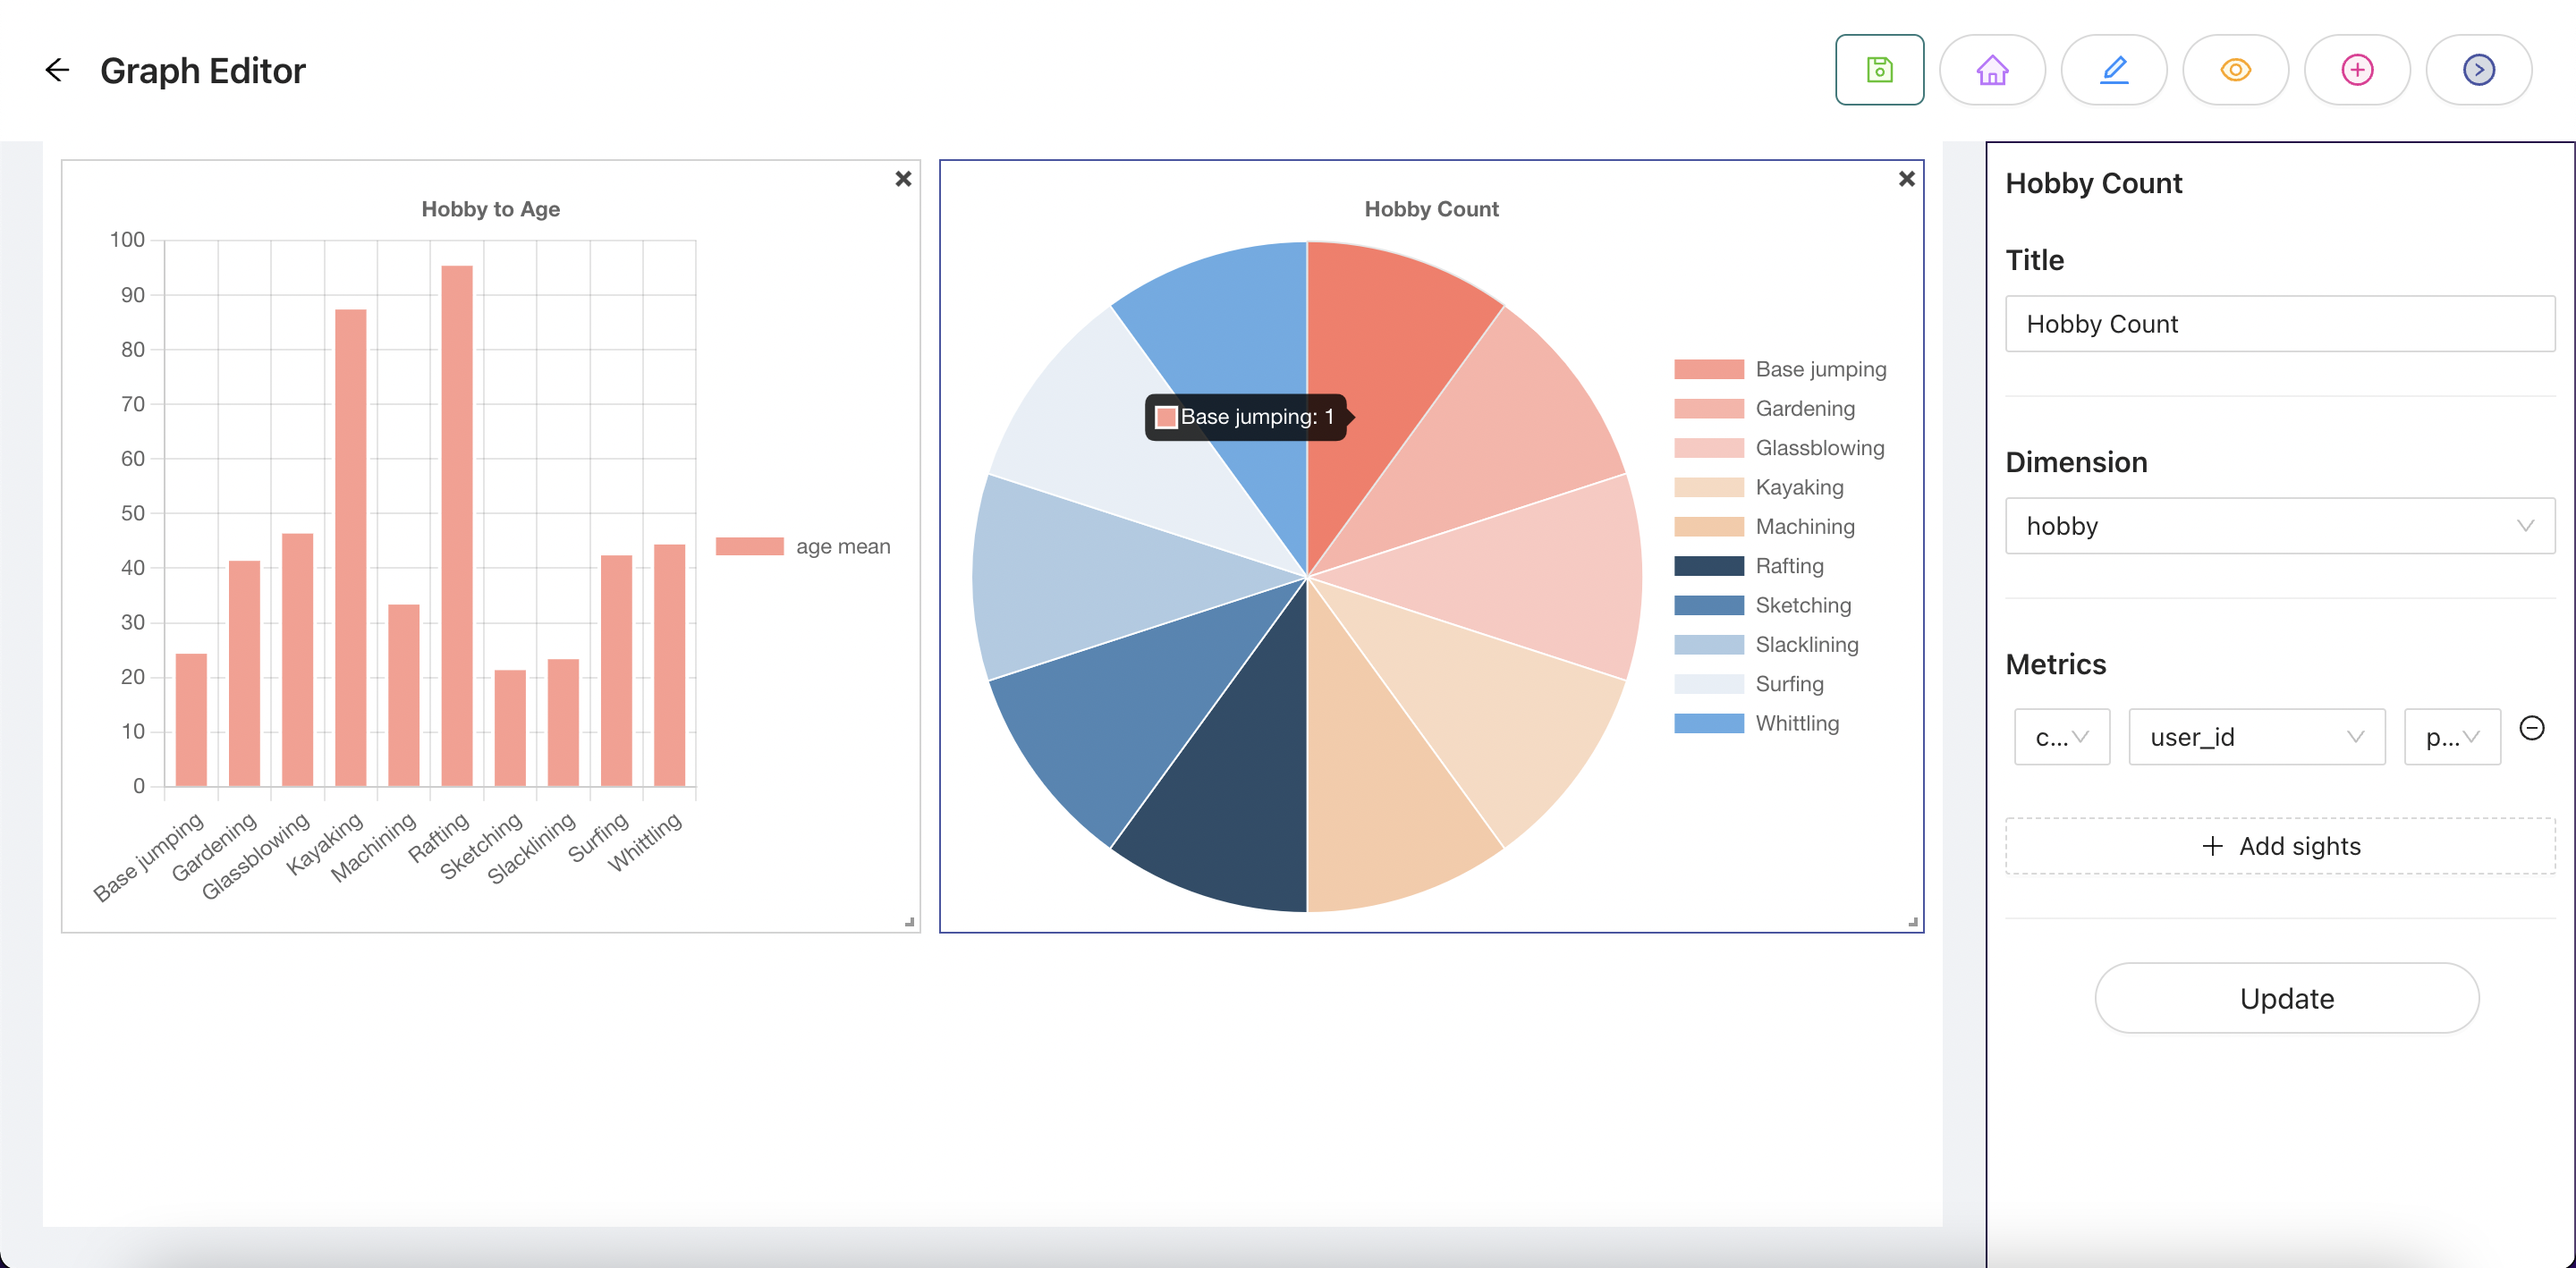 Graph Editor
Hobby to Age
100
90
80
70
60
50
40
30
20
10
0
Base jumping
Gardening
Glassblowing
Kayaking
Machining
Rafting
Sketching
Slacklining
Surfing
Whittling
age mean
Hobby Count
Base jumping: 1
Base jumping
Gardening
Glassblowing
Kayaking
Machining
Rafting
Sketching
Slacklining
Surfing
Whittling
Hobby Count
Title
Hobby Count
Dimension
hobby
Metrics
c... user_id p...
+ Add sights
Update